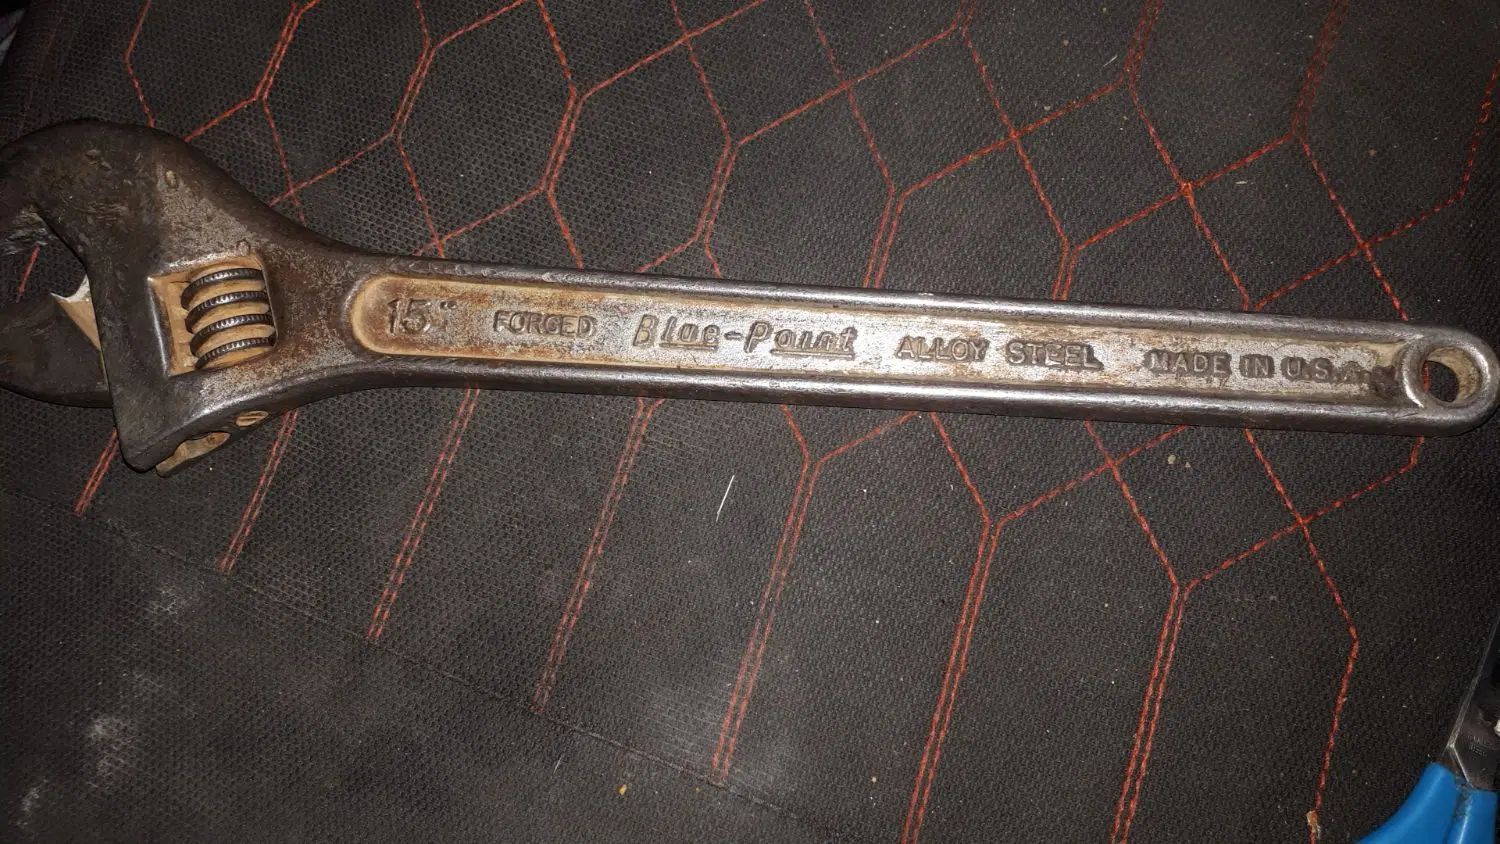 15" FORGED Blue-Point ALLOY STEEL MADE IN U.S.A.